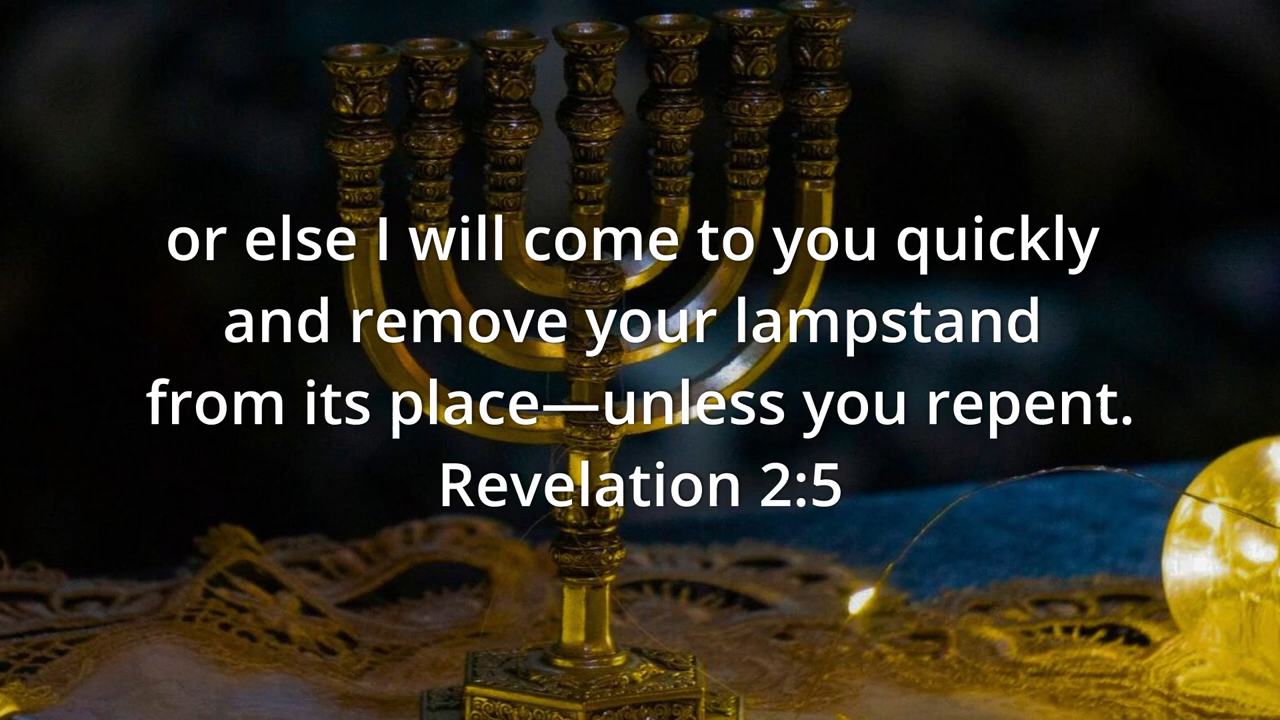 or else I will come to you quickly
and remove your lampstand
from its place—unless you repent.
Revelation 2:5